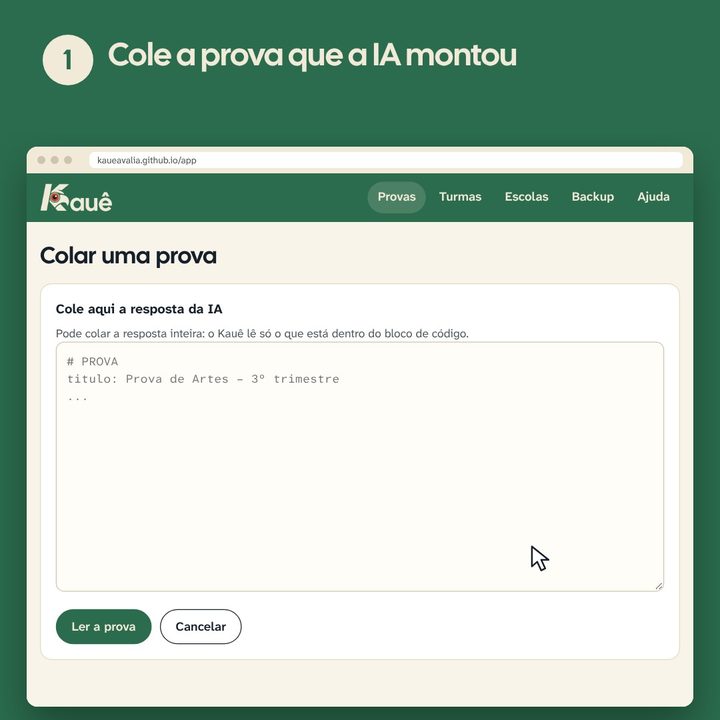 1 Cole a prova que a IA montou
kaueavalia.github.io/app
Kauê Provas Turmas Escolas Backup Ajuda
Colar uma prova
Cole aqui a resposta da IA
Pode colar a resposta inteira: o Kauê lê só o que está dentro do bloco de código.
# PROVA
titulo: Prova de Artes – 3º trimestre
...
Ler a prova Cancelar